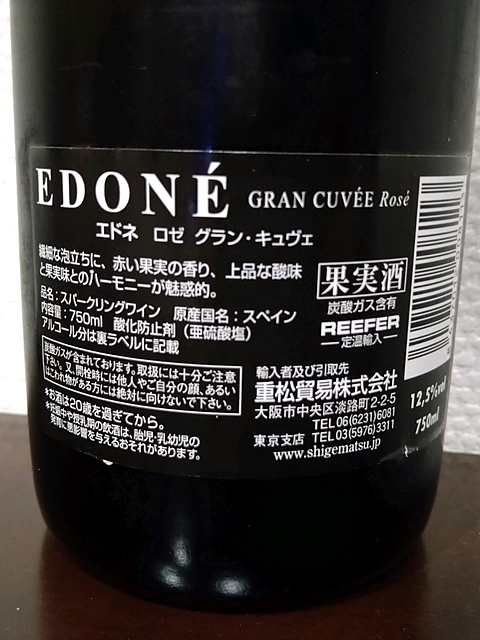 EDONÉ GRAN CUVÉE Rosé
エドネ ロゼ グラン・キュヴェ
繊細な泡立ちに、赤い果実の香り、上品な酸味
と果実味とのハーモニーが魅惑的。
品名：スパークリングワイン 原産国名：スペイン
内容量：750ml 酸化防止剤（亜硫酸塩）
アルコール分は裏ラベルに記載
炭酸ガスが含まれております。取扱には十分ご注意
下さい。又、開栓時には他人やご自分の顔、あるい
はこわれ物がある方には絶対に向けないで下さい。
*お酒は20歳を過ぎてから。
*妊娠中や授乳期の飲酒は、胎児・乳幼児の
発育に悪影響を与えるおそれがあります。
果実酒
炭酸ガス含有
REEFER
─定温輸入─
輸入者及び引取先
重松貿易株式会社
大阪市中央区淡路町2-2-5
TEL06(6231)6081
東京支店 TEL03(5976)3311
www.shigematsu.jp
12,5%vol
750ml